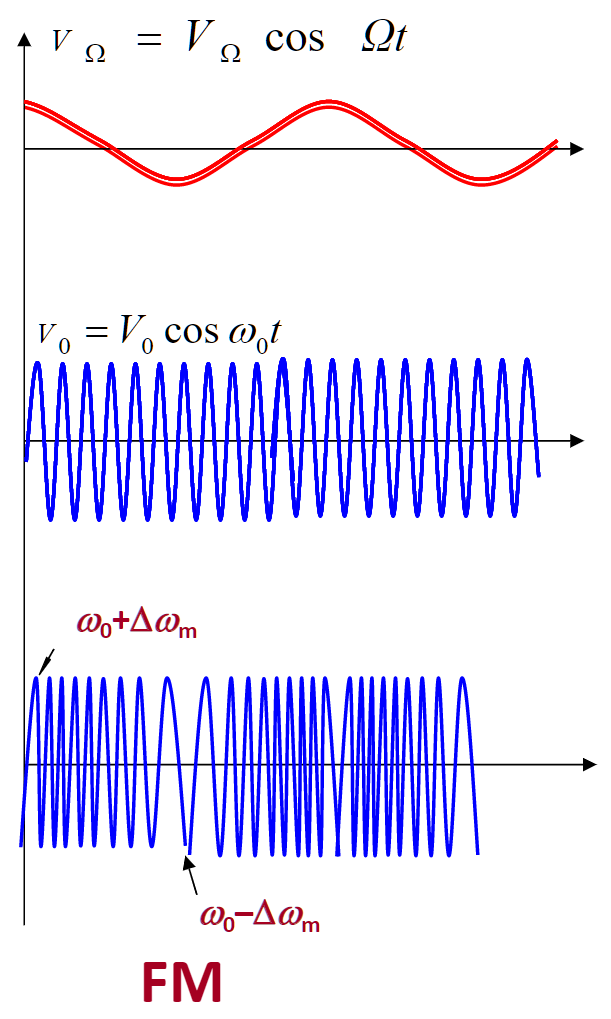 v_Ω = V_Ω cos Ωt
v_0 = V_0 cos ω_0t
ω_0+Δω_m
ω_0−Δω_m
FM